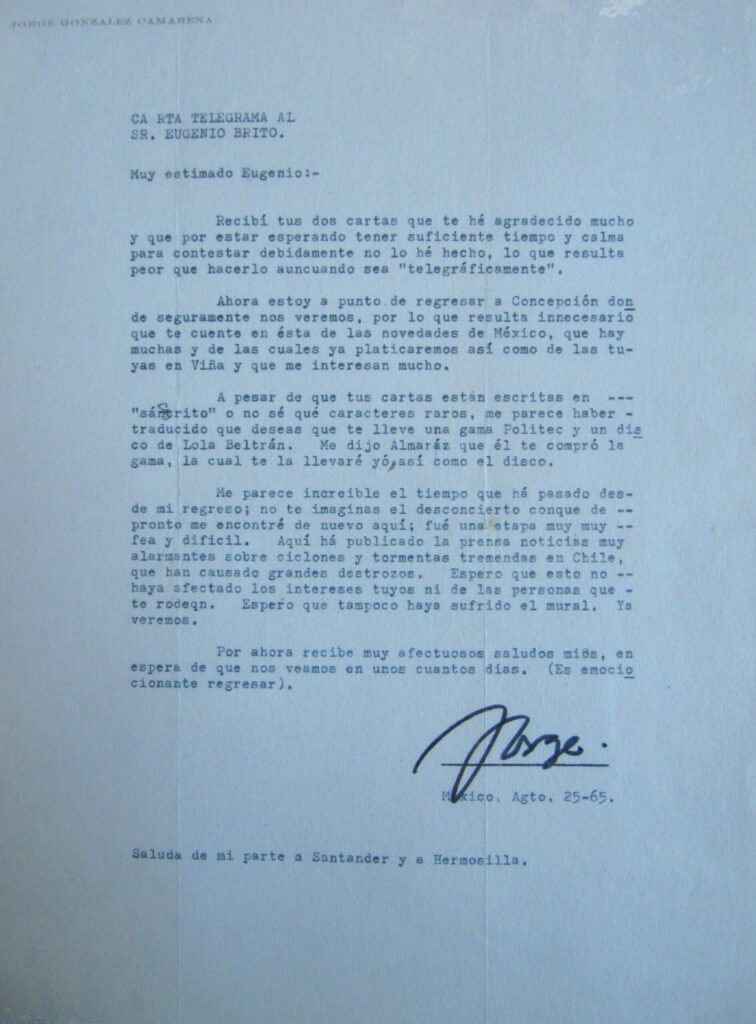 JORGE GONZALEZ CAMARENA
CA RTA TELEGRAMA AL
SR. EUGENIO BRITO.
Muy estimado Eugenio:-
Recibí tus dos cartas que te hé agradecido mucho
y que por estar esperando tener suficiente tiempo y calma
para contestar debidamente no lo hé hecho, lo que resulta
peor que hacerlo auncuando sea "telegráficamente".
Ahora estoy a punto de regresar a Concepción don
de seguramente nos veremos, por lo que resulta innecesario
que te cuente en ésta de las novedades de México, que hay
muchas y de las cuales ya platicaremos así como de las tu-
yas en Viña y que me interesan mucho.
A pesar de que tus cartas están escritas en ---
"sánscrito" o no sé qué caracteres raros, me parece haber -
traducido que deseas que te lleve una gama Politec y un dis
co de Lola Beltrán. Me dijo Almaráz que él te compró la
gama, la cual te la llevaré yó,así como el disco.
Me parece increible el tiempo que há pasado des-
de mi regreso; no te imaginas el desconcierto conque de --
pronto me encontré de nuevo aquí; fué una etapa muy muy --
fea y dificil. Aquí há publicado la prensa noticias muy
alarmantes sobre ciclones y tormentas tremendas en Chile,
que han causado grandes destrozos. Espero que esto no --
haya afectado los intereses tuyos ni de las personas que -
te rodeqn. Espero que tampoco haya sufrido el mural. Ya
veremos.
Por ahora recibe muy afectuosos saludos miós, en
espera de que nos veamos en unos cuantos dias. (Es emocio
cionante regresar).
Jorge.
México, Agto. 25-65.
Saluda de mi parte a Santander y a Hermosilla.